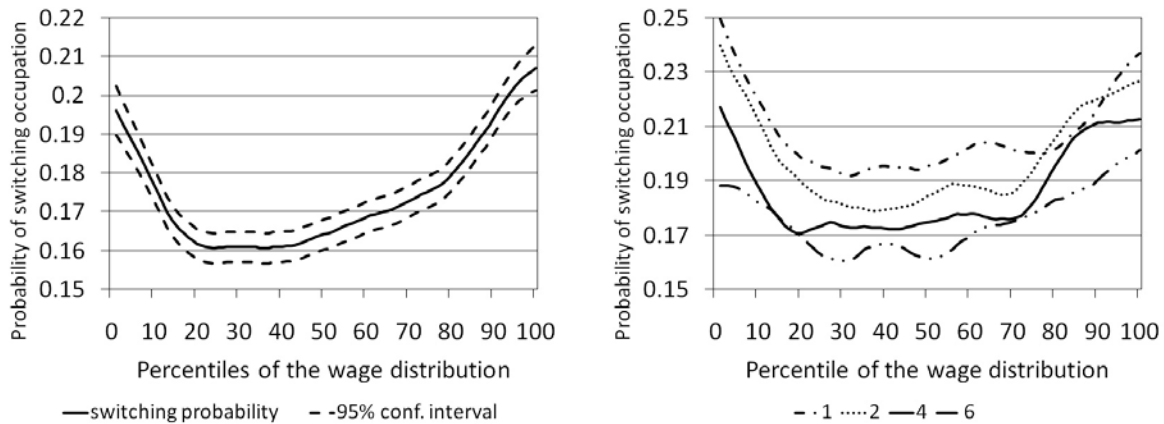 Probability of switching occupation
0.22
0.21
0.2
0.19
0.18
0.17
0.16
0.15
0 10 20 30 40 50 60 70 80 90 100
Percentiles of the wage distribution
switching probability -95% conf. interval
Probability of switching occupation
0.25
0.23
0.21
0.19
0.17
0.15
0 10 20 30 40 50 60 70 80 90 100
Percentile of the wage distribution
1 2 4 6